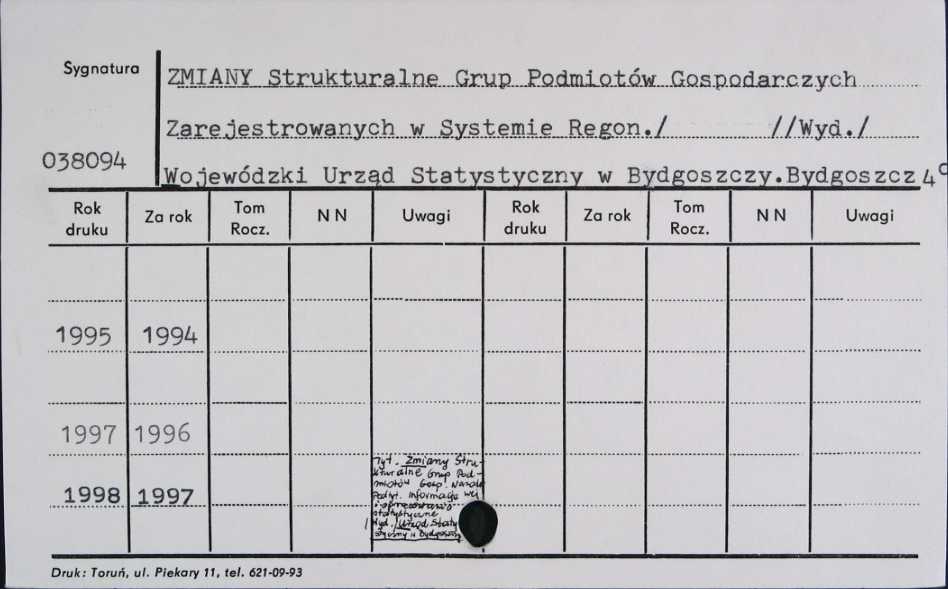 Sygnatura
ZMIANY Strukturalne Grup Podmiotów Gospodarczych
Zarejestrowanych w Systemie Regon./ //Wyd./
038094
Wojewódzki Urząd Statystyczny w Bydgoszczy.Bydgoszcz 4°
Rok druku Za rok Tom Rocz. N N Uwagi Rok druku Za rok Tom Rocz. N N Uwagi
1995 1994
1997 1996
1998 1997
Tyt. Zmiany Stru-
kturalne Grup Pod-
miotów Gosp. Narod
Podtyt. Informacje
i opracowania
statystyczne
Wyd. Urząd Staty
styczny w Bydgoszcz
Druk: Toruń, ul. Piekary 11, tel. 621-09-93